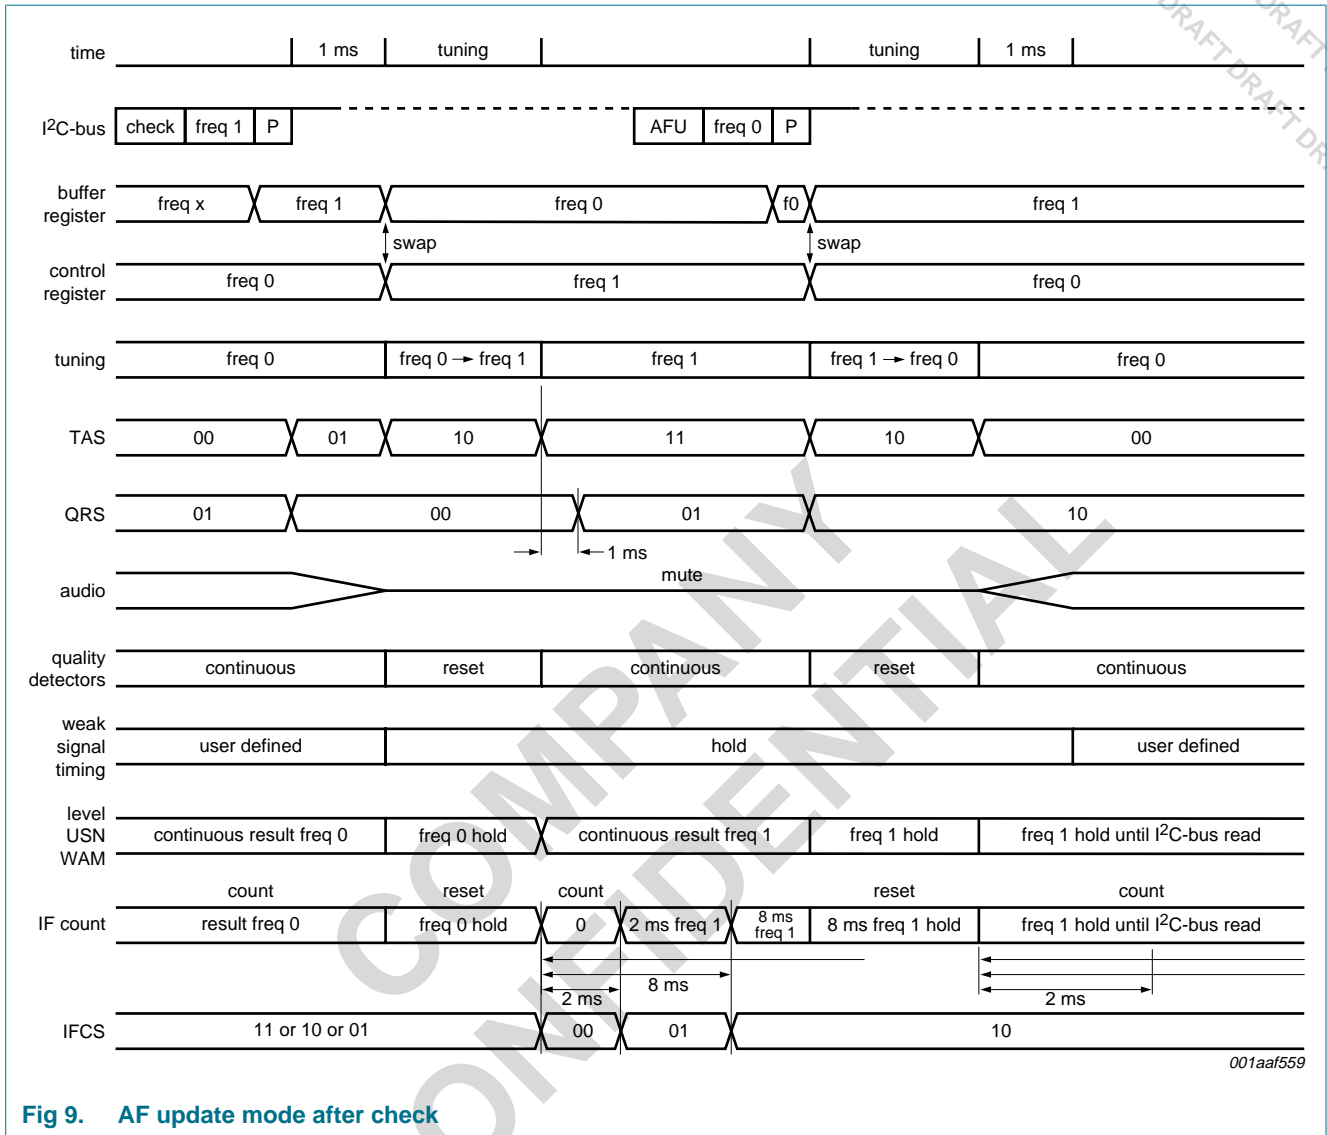 time 1 ms tuning tuning 1 ms
I²C-bus check freq 1 P AFU freq 0 P
buffer register freq x freq 1 freq 0 f0 freq 1
swap swap
control register freq 0 freq 1 freq 0
tuning freq 0 freq 0 → freq 1 freq 1 freq 1 → freq 0 freq 0
TAS 00 01 10 11 10 00
QRS 01 00 01 10
1 ms
audio mute
quality detectors continuous reset continuous reset continuous
weak signal timing user defined hold user defined
level USN WAM continuous result freq 0 freq 0 hold continuous result freq 1 freq 1 hold freq 1 hold until I²C-bus read
count reset count reset count
IF count result freq 0 freq 0 hold 0 2 ms freq 1 8 ms freq 1 8 ms freq 1 hold freq 1 hold until I²C-bus read
8 ms
2 ms 2 ms
IFCS 11 or 10 or 01 00 01 10
001aaf559
Fig 9. AF update mode after check
COMPANY
CONFIDENTIAL
DRAFT DRAFT DRAFT
DRAFT